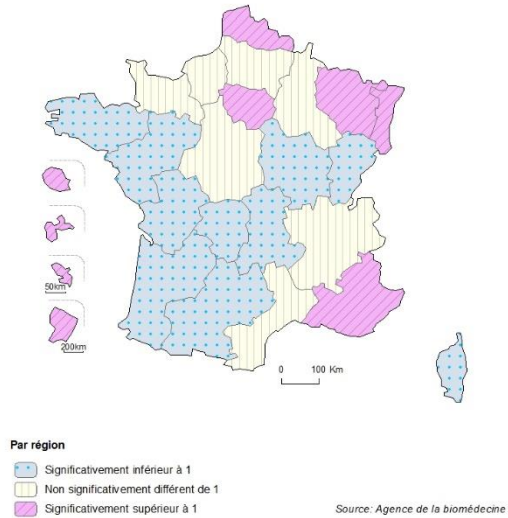 50km
200km
0 100 Km
Par région
Significativement inférieur à 1
Non significativement différent de 1
Significativement supérieur à 1
Source: Agence de la biomédecine